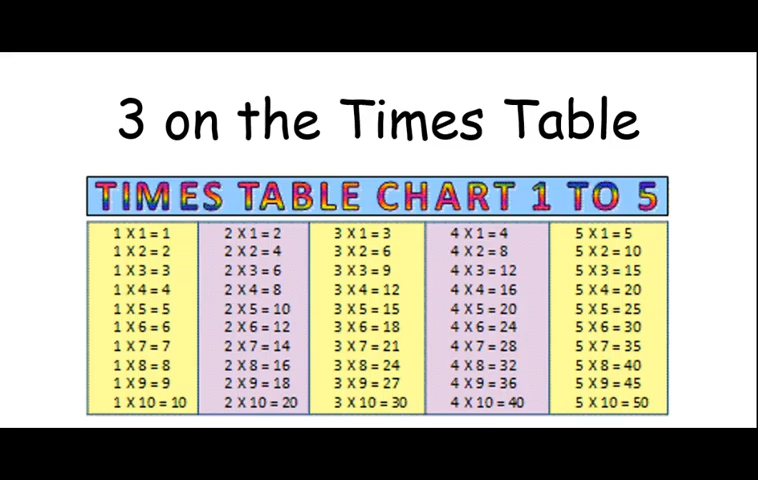 3 on the Times Table
TIMES TABLE CHART 1 TO 5
1 X 1 = 1
1 X 2 = 2
1 X 3 = 3
1 X 4 = 4
1 X 5 = 5
1 X 6 = 6
1 X 7 = 7
1 X 8 = 8
1 X 9 = 9
1 X 10 = 10
2 X 1 = 2
2 X 2 = 4
2 X 3 = 6
2 X 4 = 8
2 X 5 = 10
2 X 6 = 12
2 X 7 = 14
2 X 8 = 16
2 X 9 = 18
2 X 10 = 20
3 X 1 = 3
3 X 2 = 6
3 X 3 = 9
3 X 4 = 12
3 X 5 = 15
3 X 6 = 18
3 X 7 = 21
3 X 8 = 24
3 X 9 = 27
3 X 10 = 30
4 X 1 = 4
4 X 2 = 8
4 X 3 = 12
4 X 4 = 16
4 X 5 = 20
4 X 6 = 24
4 X 7 = 28
4 X 8 = 32
4 X 9 = 36
4 X 10 = 40
5 X 1 = 5
5 X 2 = 10
5 X 3 = 15
5 X 4 = 20
5 X 5 = 25
5 X 6 = 30
5 X 7 = 35
5 X 8 = 40
5 X 9 = 45
5 X 10 = 50